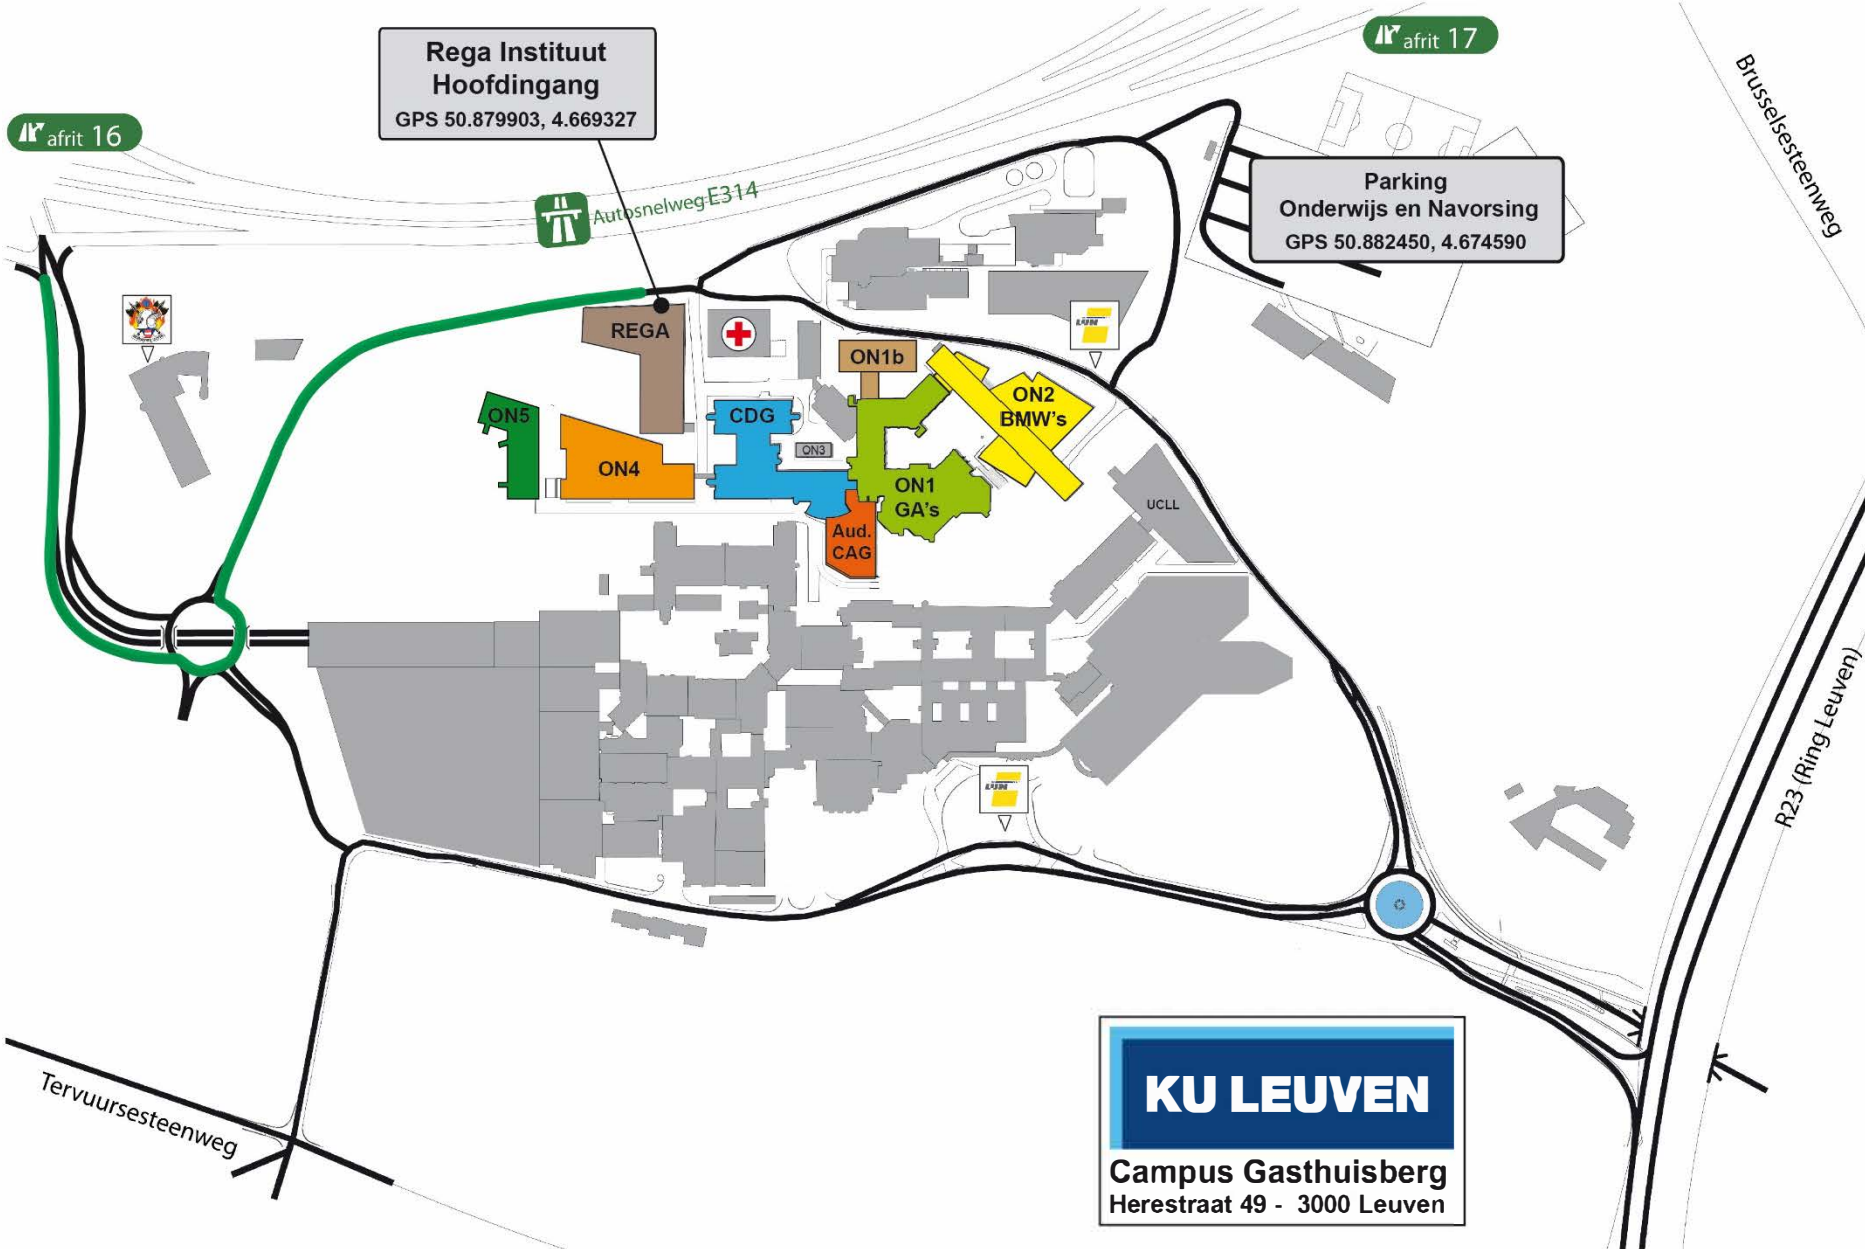 afrit 17
Rega Instituut
Hoofdingang
GPS 50.879903, 4.669327
afrit 16
Brusselsesteenweg
Autosnelweg E314
Parking
Onderwijs en Navorsing
GPS 50.882450, 4.674590
REGA
ON1b
ON5
CDG
ON2
BMW's
ON3
ON4
ON1
GA's
UCLL
Aud.
CAG
R23 (Ring Leuven)
Tervuursesteenweg
KU LEUVEN
Campus Gasthuisberg
Herestraat 49 - 3000 Leuven